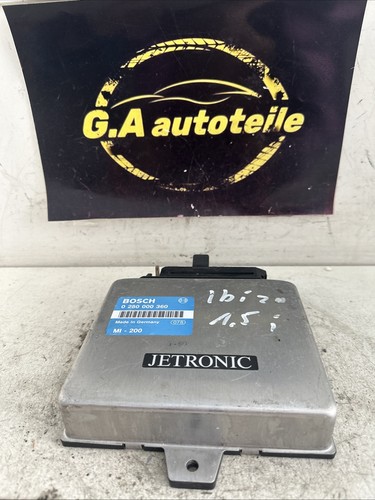 G.A autoteile
BOSCH
0 280 000 360
Made in Germany
MI - 200
ibiza
1,5 i
JETRONIC